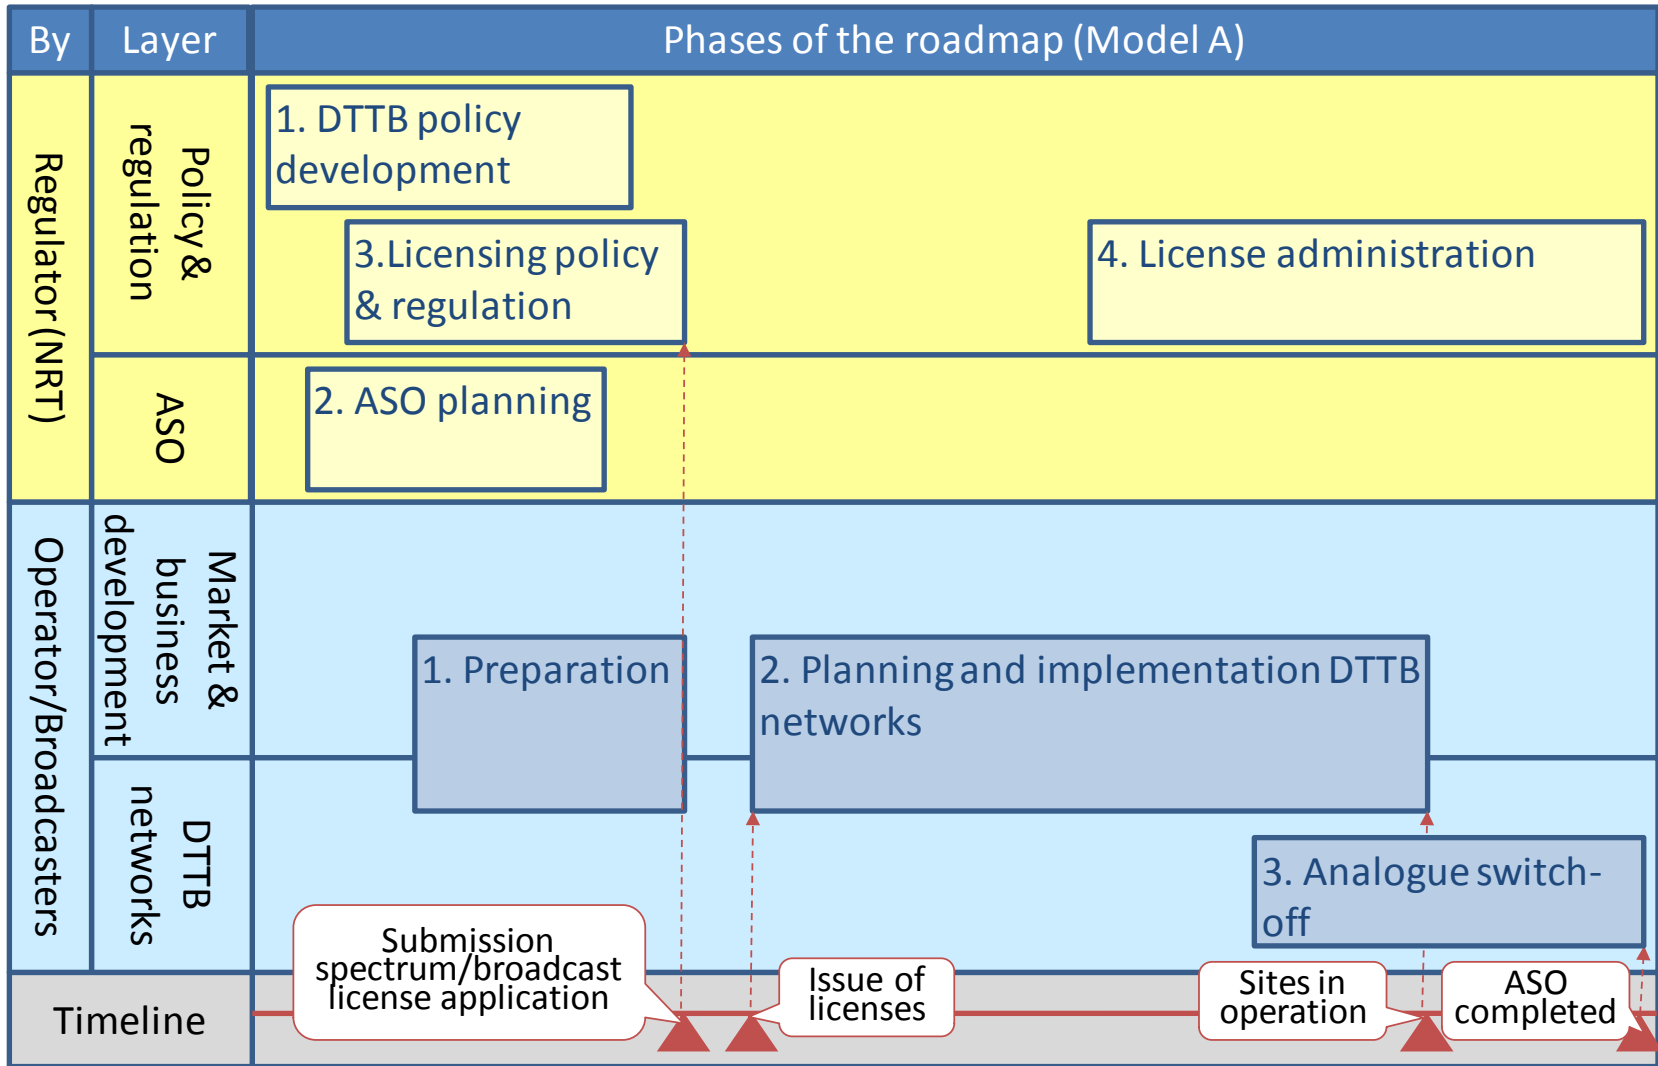 By
Layer
Phases of the roadmap (Model A)
Regulator (NRT)
Policy &
regulation
1. DTTB policy
development
3.Licensing policy
& regulation
4. License administration
ASO
2. ASO planning
Operator/Broadcasters
Market &
business
development
1. Preparation
2. Planning and implementation DTTB
networks
DTTB
networks
3. Analogue switch-
off
Timeline
Submission
spectrum/broadcast
license application
Issue of
licenses
Sites in
operation
ASO
completed